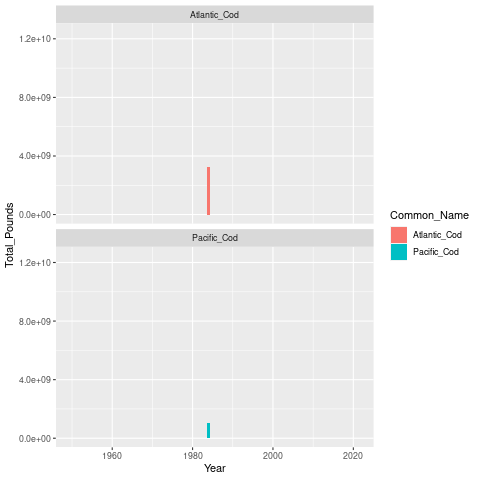 Atlantic_Cod
1.2e+10
8.0e+09
4.0e+09
0.0e+00
Pacific_Cod
1.2e+10
8.0e+09
4.0e+09
0.0e+00
1960 1980 2000 2020
Year
Total_Pounds
Common_Name
Atlantic_Cod
Pacific_Cod